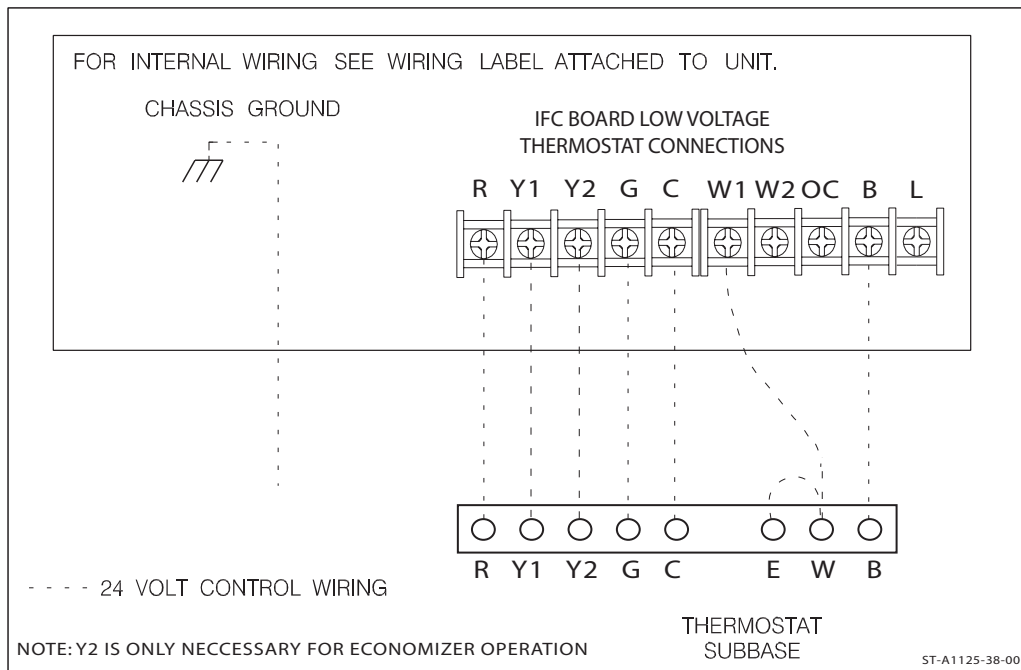 FOR INTERNAL WIRING SEE WIRING LABEL ATTACHED TO UNIT.
CHASSIS GROUND
IFC BOARD LOW VOLTAGE
THERMOSTAT CONNECTIONS
R Y1 Y2 G C W1 W2 OC B L
R Y1 Y2 G C E W B
- - - - 24 VOLT CONTROL WIRING
THERMOSTAT
SUBBASE
NOTE: Y2 IS ONLY NECCESSARY FOR ECONOMIZER OPERATION
ST-A1125-38-00